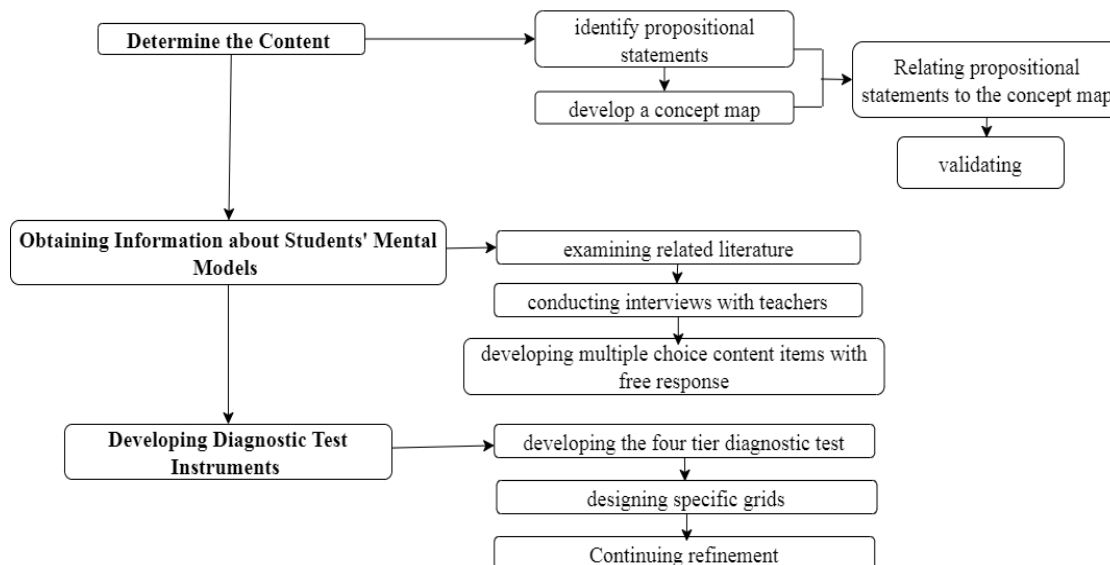 Determine the Content
identify propositional
statements
develop a concept map
Relating propositional
statements to the concept map
validating
Obtaining Information about Students' Mental
Models
examining related literature
conducting interviews with teachers
developing multiple choice content items with
free response
Developing Diagnostic Test
Instruments
developing the four tier diagnostic test
designing specific grids
Continuing refinement